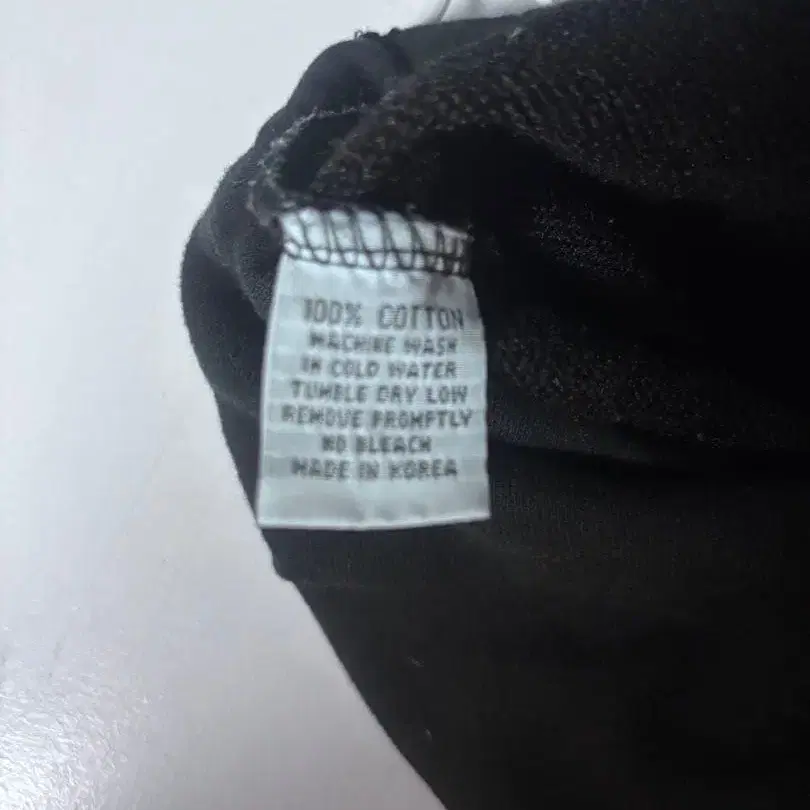 100% COTTON
MACHINE WASH
IN COLD WATER
TUMBLE DRY LOW
REMOVE PROMPTLY
NO BLEACH
MADE IN KOREA